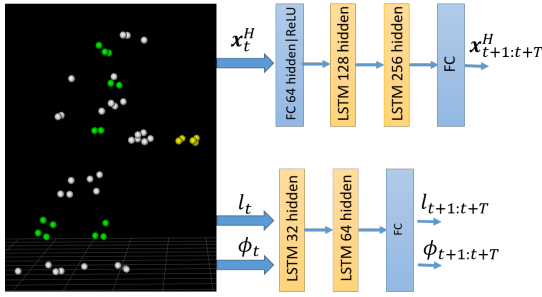 x_t^H
FC 64 hidden|ReLU
LSTM 128 hidden
LSTM 256 hidden
FC
x_{t+1:t+T}^H
l_t
ϕ_t
LSTM 32 hidden
LSTM 64 hidden
FC
l_{t+1:t+T}
ϕ_{t+1:t+T}